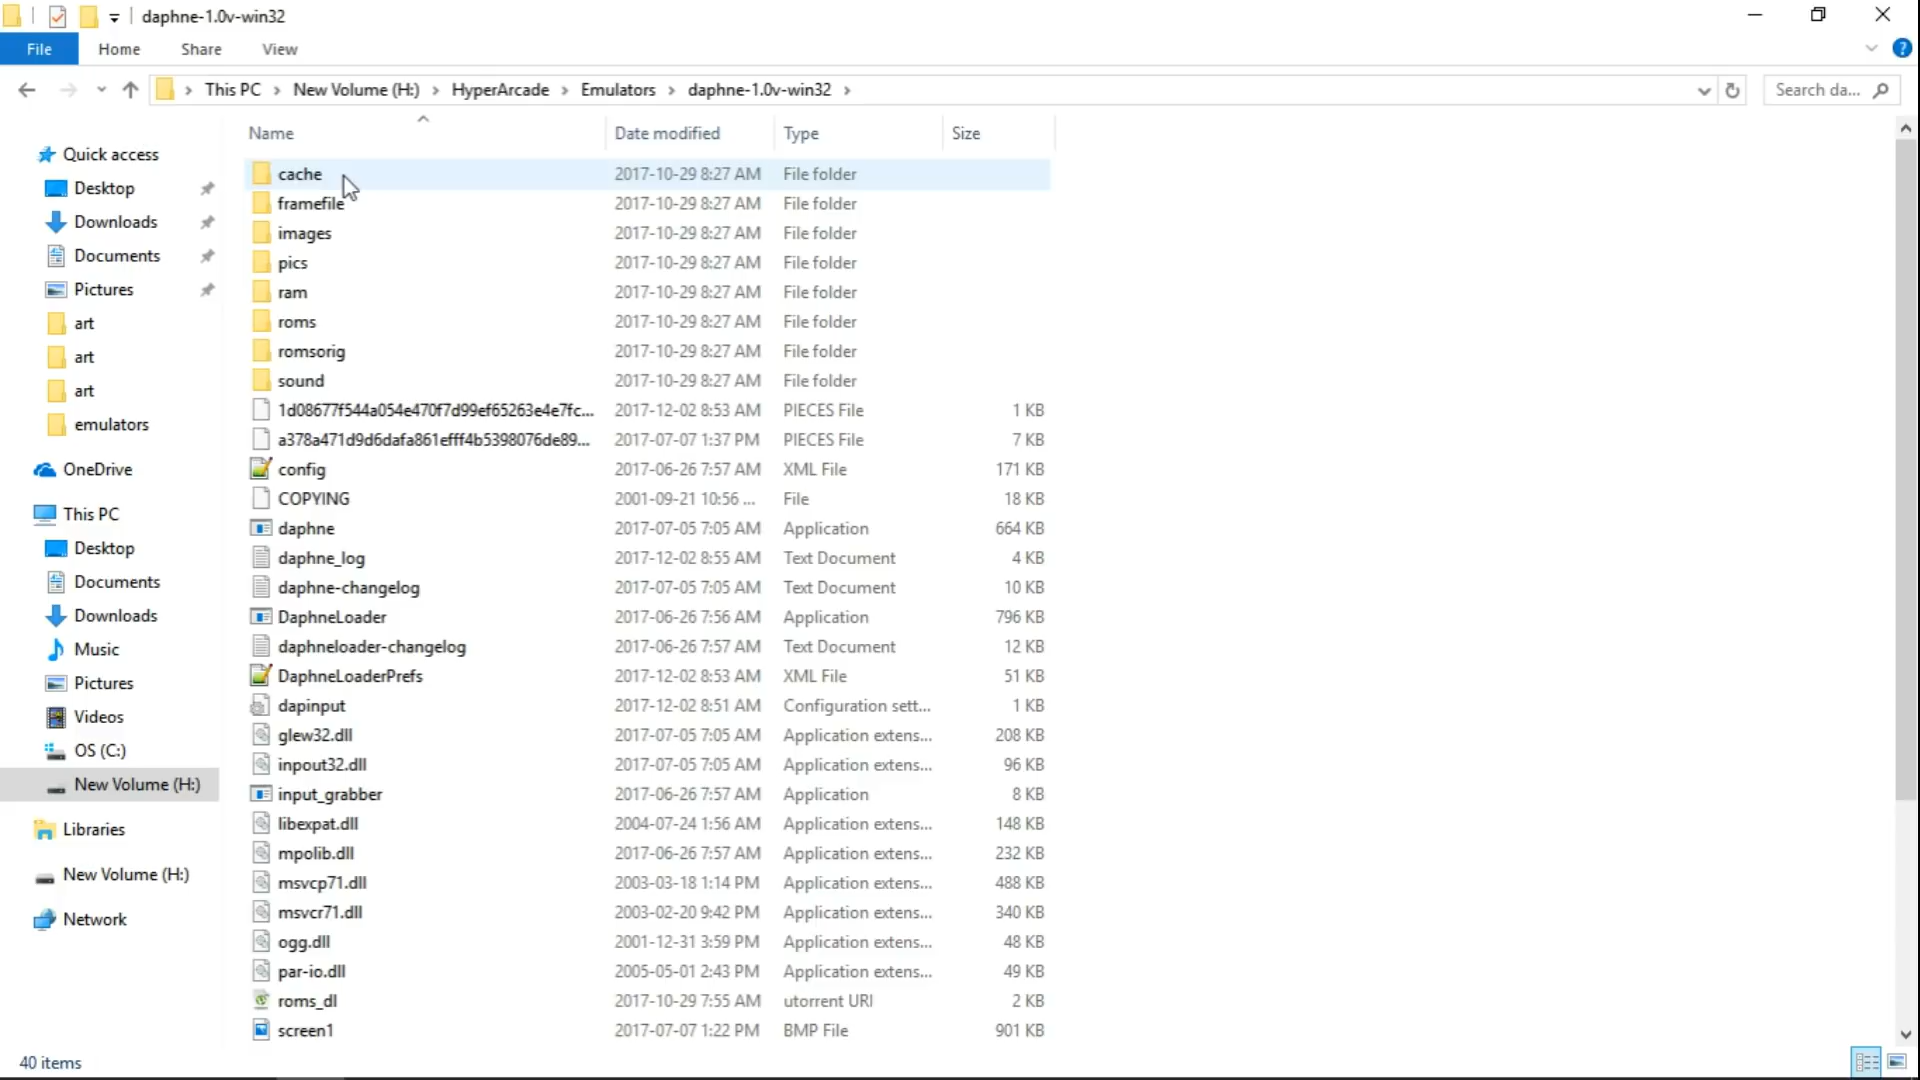 daphne-1.0v-win32
File Home Share View
This PC New Volume (H:) HyperArcade Emulators daphne-1.0v-win32 Search da...
Name Date modified Type Size
Quick access
Desktop
Downloads
Documents
Pictures
art
art
art
emulators
OneDrive
This PC
Desktop
Documents
Downloads
Music
Pictures
Videos
OS (C:)
New Volume (H:)
Libraries
New Volume (H:)
Network
cache 2017-10-29 8:27 AM File folder
framefile 2017-10-29 8:27 AM File folder
images 2017-10-29 8:27 AM File folder
pics 2017-10-29 8:27 AM File folder
ram 2017-10-29 8:27 AM File folder
roms 2017-10-29 8:27 AM File folder
romsorig 2017-10-29 8:27 AM File folder
sound 2017-10-29 8:27 AM File folder
1d08677f544a054e470f7d99ef65263e4e7fc... 2017-12-02 8:53 AM PIECES File 1 KB
a378a471d9d6dafa861efff4b5398076de89... 2017-07-07 1:37 PM PIECES File 7 KB
config 2017-06-26 7:57 AM XML File 171 KB
COPYING 2001-09-21 10:56 ... File 18 KB
daphne 2017-07-05 7:05 AM Application 664 KB
daphne_log 2017-12-02 8:55 AM Text Document 4 KB
daphne-changelog 2017-07-05 7:05 AM Text Document 10 KB
DaphneLoader 2017-06-26 7:56 AM Application 796 KB
daphneloader-changelog 2017-06-26 7:57 AM Text Document 12 KB
DaphneLoaderPrefs 2017-12-02 8:53 AM XML File 51 KB
dapinput 2017-12-02 8:51 AM Configuration sett... 1 KB
glew32.dll 2017-07-05 7:05 AM Application extens... 208 KB
inpout32.dll 2017-07-05 7:05 AM Application extens... 96 KB
input_grabber 2017-06-26 7:57 AM Application 8 KB
libexpat.dll 2004-07-24 1:56 AM Application extens... 148 KB
mpolib.dll 2017-06-26 7:57 AM Application extens... 232 KB
msvcp71.dll 2003-03-18 1:14 PM Application extens... 488 KB
msvcr71.dll 2003-02-20 9:42 PM Application extens... 340 KB
ogg.dll 2001-12-31 3:59 PM Application extens... 48 KB
par-io.dll 2005-05-01 2:43 PM Application extens... 49 KB
roms_dl 2017-10-29 7:55 AM utorrent URI 2 KB
screen1 2017-07-07 1:22 PM BMP File 901 KB
40 items